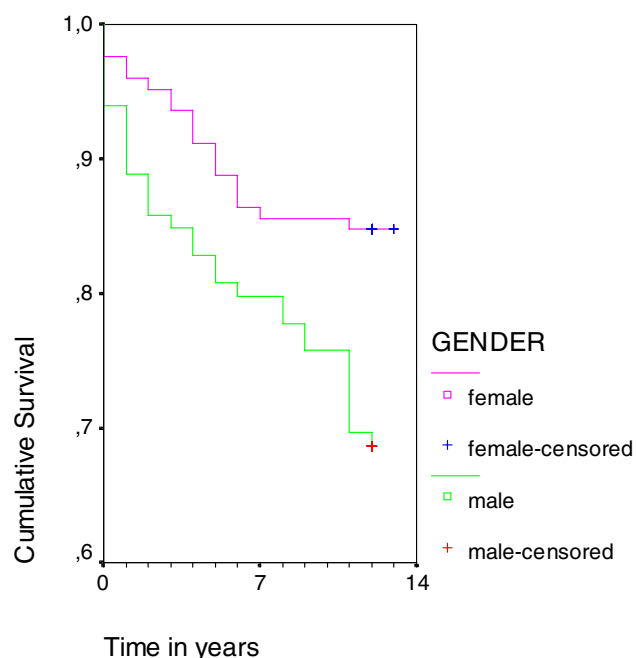 1,0
,9
,8
,7
,6
0
7
14
Cumulative Survival
Time in years
GENDER
female
female-censored
male
male-censored